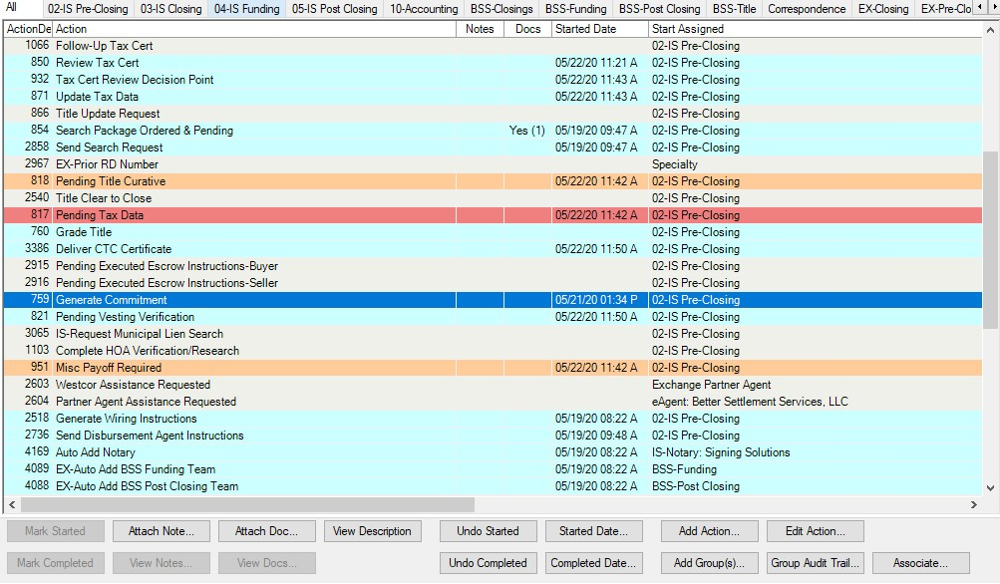 All 02-IS Pre-Closing 03-IS Closing 04-IS Funding 05-IS Post Closing 10-Accounting BSS-Closings BSS-Funding BSS-Post Closing BSS-Title Correspondence EX-Closing EX-Pre-Clo
ActionDe Action Notes Docs Started Date Start Assigned
1066 Follow-Up Tax Cert 02-IS Pre-Closing
850 Review Tax Cert 05/22/20 11:21 A 02-IS Pre-Closing
932 Tax Cert Review Decision Point 05/22/20 11:43 A 02-IS Pre-Closing
871 Update Tax Data 05/22/20 11:43 A 02-IS Pre-Closing
866 Title Update Request 02-IS Pre-Closing
854 Search Package Ordered & Pending Yes (1) 05/19/20 09:47 A 02-IS Pre-Closing
2858 Send Search Request 05/19/20 09:47 A 02-IS Pre-Closing
2967 EX-Prior RD Number Specialty
818 Pending Title Curative 05/22/20 11:42 A 02-IS Pre-Closing
2540 Title Clear to Close 02-IS Pre-Closing
817 Pending Tax Data 05/22/20 11:42 A 02-IS Pre-Closing
760 Grade Title 02-IS Pre-Closing
3386 Deliver CTC Certificate 05/22/20 11:50 A 02-IS Pre-Closing
2915 Pending Executed Escrow Instructions-Buyer 02-IS Pre-Closing
2916 Pending Executed Escrow Instructions-Seller 02-IS Pre-Closing
759 Generate Commitment 05/21/20 01:34 P 02-IS Pre-Closing
821 Pending Vesting Verification 05/22/20 11:50 A 02-IS Pre-Closing
3065 IS-Request Municipal Lien Search 02-IS Pre-Closing
1103 Complete HOA Verification/Research 02-IS Pre-Closing
951 Misc Payoff Required 05/22/20 11:42 A 02-IS Pre-Closing
2603 Westcor Assistance Requested Exchange Partner Agent
2604 Partner Agent Assistance Requested eAgent: Better Settlement Services, LLC
2518 Generate Wiring Instructions 05/19/20 08:22 A 02-IS Pre-Closing
2736 Send Disbursement Agent Instructions 05/19/20 09:48 A 02-IS Pre-Closing
4169 Auto Add Notary 05/19/20 08:22 A IS-Notary: Signing Solutions
4089 EX-Auto Add BSS Funding Team 05/19/20 08:22 A BSS-Funding
4088 EX-Auto Add BSS Post Closing Team 05/19/20 08:22 A BSS-Post Closing
Mark Started Attach Note... Attach Doc... View Description Undo Started Started Date... Add Action... Edit Action...
Mark Completed View Notes... View Docs... Undo Completed Completed Date... Add Group(s)... Group Audit Trail... Associate...